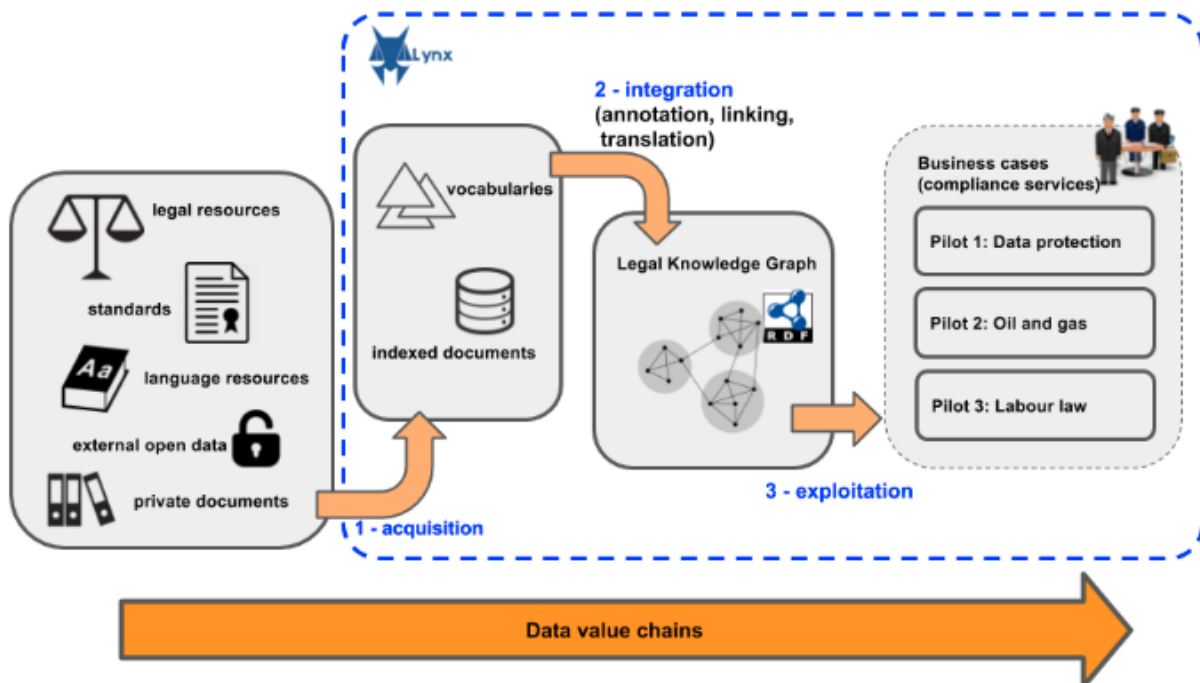 Lynx
2 - integration
(annotation, linking,
translation)
legal resources
standards
Aa
language resources
external open data
private documents
1 - acquisition
vocabularies
indexed documents
Legal Knowledge Graph
RDF
3 - exploitation
Business cases
(compliance services)
Pilot 1: Data protection
Pilot 2: Oil and gas
Pilot 3: Labour law
Data value chains